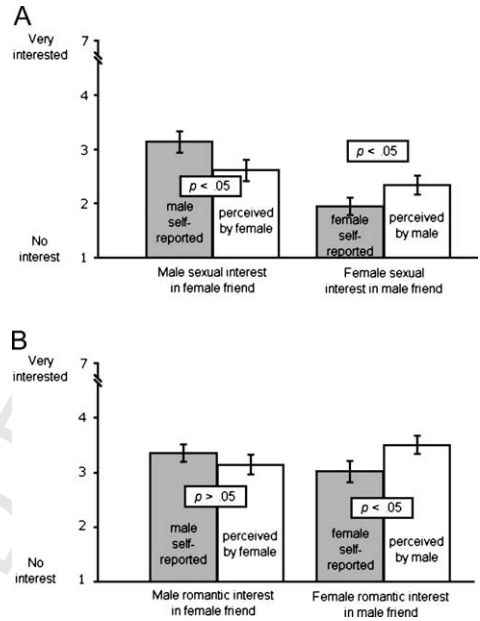 A
Very
interested
7
4
3
2
No
interest
1
p < .05
p < .05
male
self-
reported
perceived
by female
female
self-
reported
perceived
by male
Male sexual interest
in female friend
Female sexual
interest in male friend
B
Very
interested
7
4
3
2
No
interest
1
p > .05
p < .05
male
self-
reported
perceived
by female
female
self-
reported
perceived
by male
Male romantic interest
in female friend
Female romantic interest
in male friend